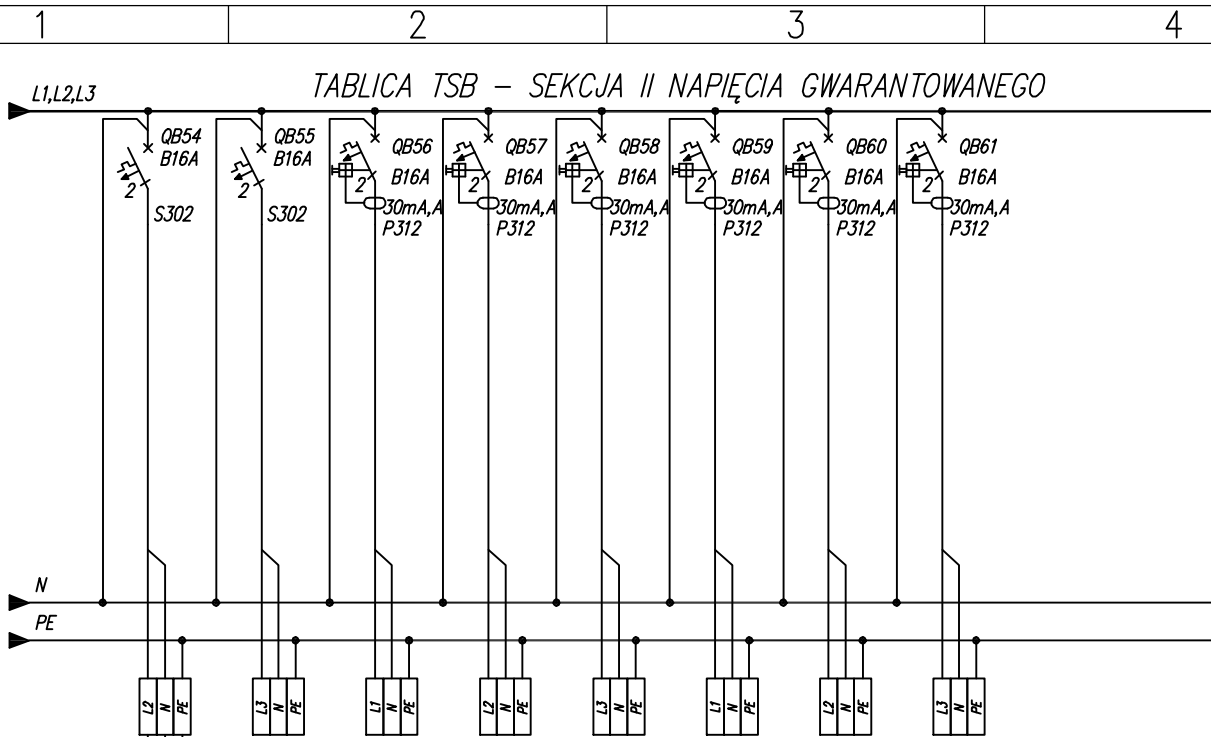 1 2 3 4
TABLICA TSB – SEKCJA II NAPIĘCIA GWARANTOWANEGO
L1,L2,L3
QB54 QB55 QB56 QB57 QB58 QB59 QB60 QB61
B16A B16A B16A B16A B16A B16A B16A B16A
2 2 2 2 2 2 2 2
S302 S302 30mA,A 30mA,A 30mA,A 30mA,A 30mA,A 30mA,A
P312 P312 P312 P312 P312 P312
N
PE
L2 N PE L3 N PE L1 N PE L2 N PE L3 N PE L1 N PE L2 N PE L3 N PE